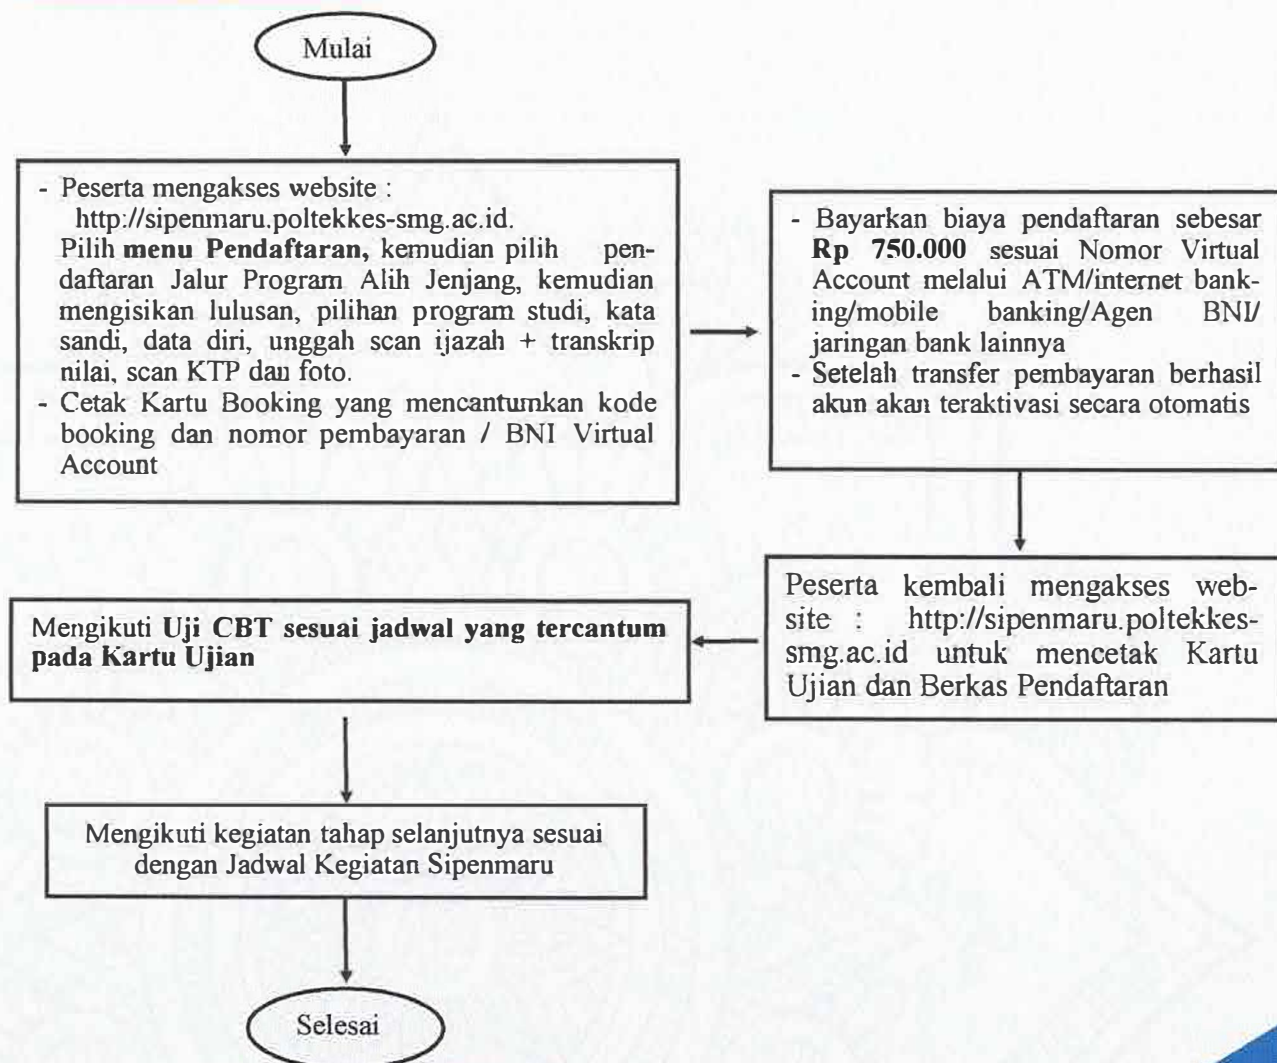 Mulai
- Peserta mengakses website :
http://sipenmaru.poltekkes-smg.ac.id.
Pilih menu Pendaftaran, kemudian pilih pen-
daftaran Jalur Program Alih Jenjang, kemudian
mengisikan lulusan, pilihan program studi, kata
sandi, data diri, unggah scan ijazah + transkrip
nilai, scan KTP dan foto.
- Cetak Kartu Booking yang mencantumkan kode
booking dan nomor pembayaran / BNI Virtual
Account
- Bayarkan biaya pendaftaran sebesar
Rp 750.000 sesuai Nomor Virtual
Account melalui ATM/internet bank-
ing/mobile banking/Agen BNI/
jaringan bank lainnya
- Setelah transfer pembayaran berhasil
akun akan teraktivasi secara otomatis
Peserta kembali mengakses web-
site : http://sipenmaru.poltekkes-
smg.ac.id untuk mencetak Kartu
Ujian dan Berkas Pendaftaran
Mengikuti Uji CBT sesuai jadwal yang tercantum
pada Kartu Ujian
Mengikuti kegiatan tahap selanjutnya sesuai
dengan Jadwal Kegiatan Sipenmaru
Selesai